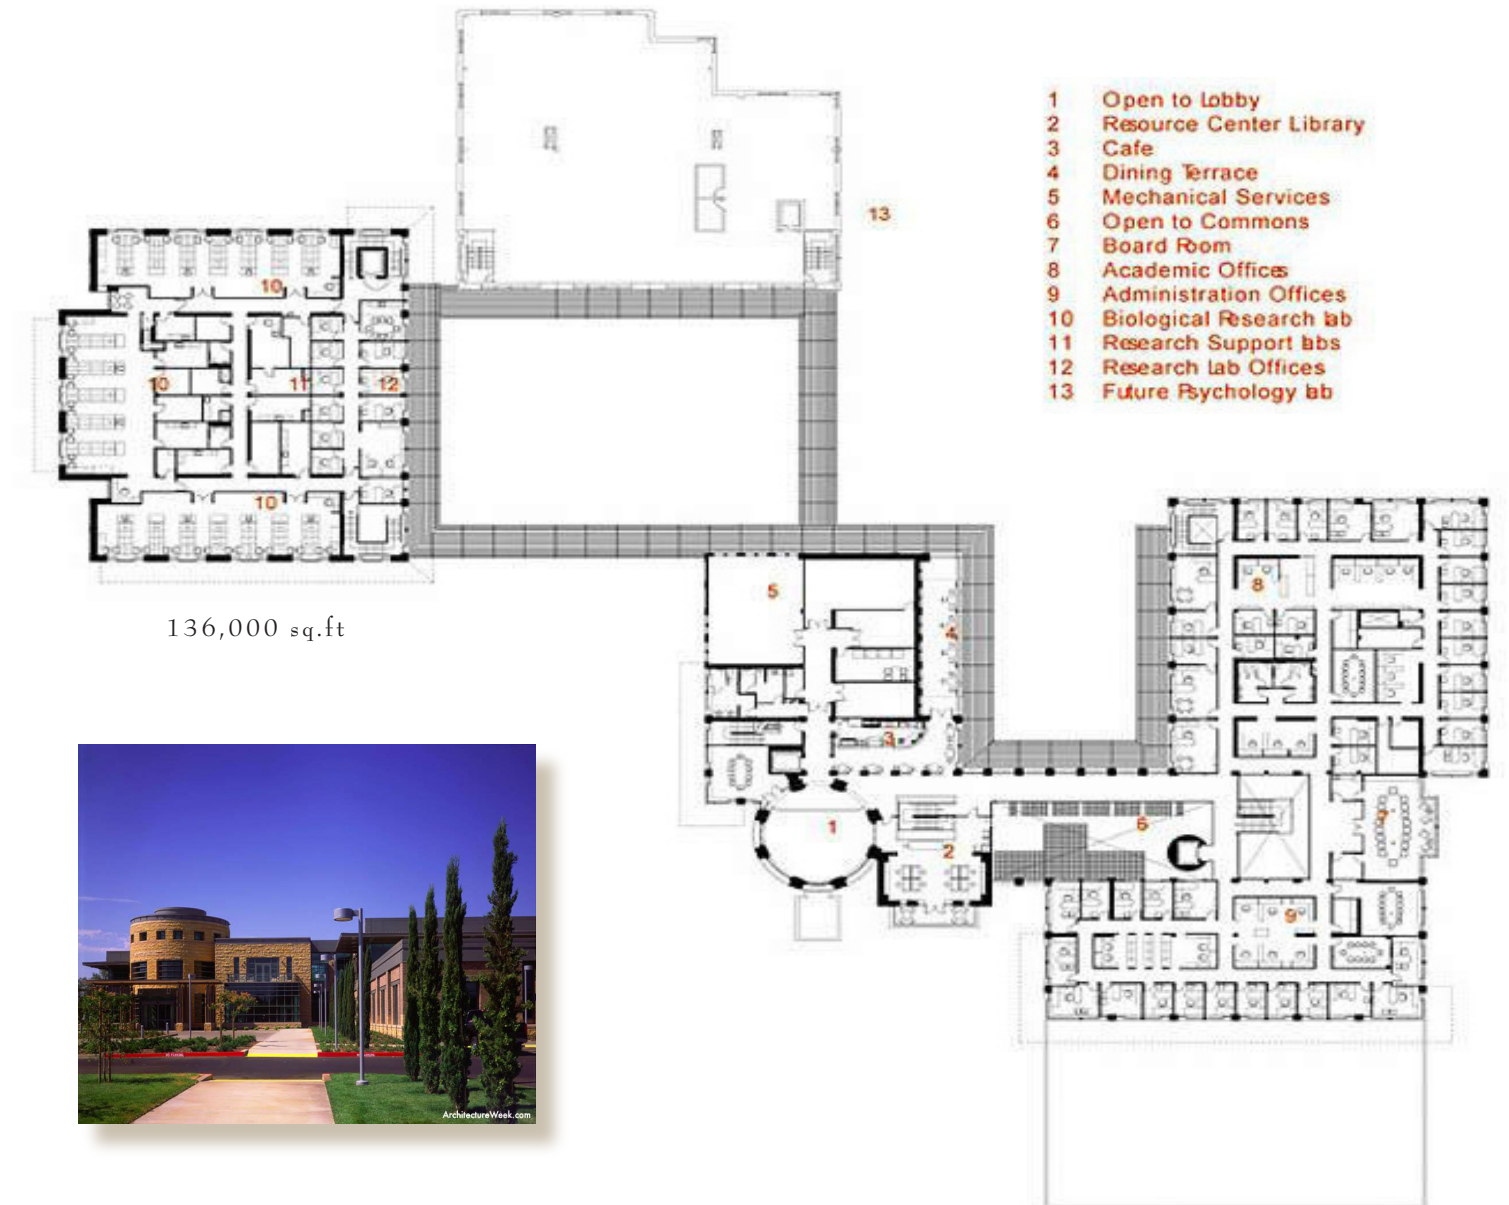 1 Open to Lobby
2 Resource Center Library
3 Cafe
4 Dining Terrace
5 Mechanical Services
6 Open to Commons
7 Board Room
8 Academic Offices
9 Administration Offices
10 Biological Research lab
11 Research Support labs
12 Research Lab Offices
13 Future Psychology lab
13
10
10
11
12
10
136,000 sq.ft
5
4
3
8
1
2
6
7
9
ArchitectureWeek.com